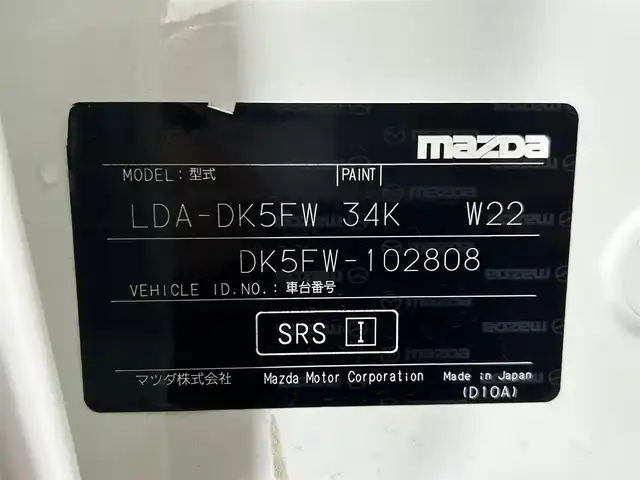 mazda
MODEL: 型式 PAINT
LDA-DK5FW 34K W22
DK5FW-102808
VEHICLE ID.NO.: 車台番号
SRS I
マツダ株式会社 Mazda Motor Corporation Made in Japan
(D10A)